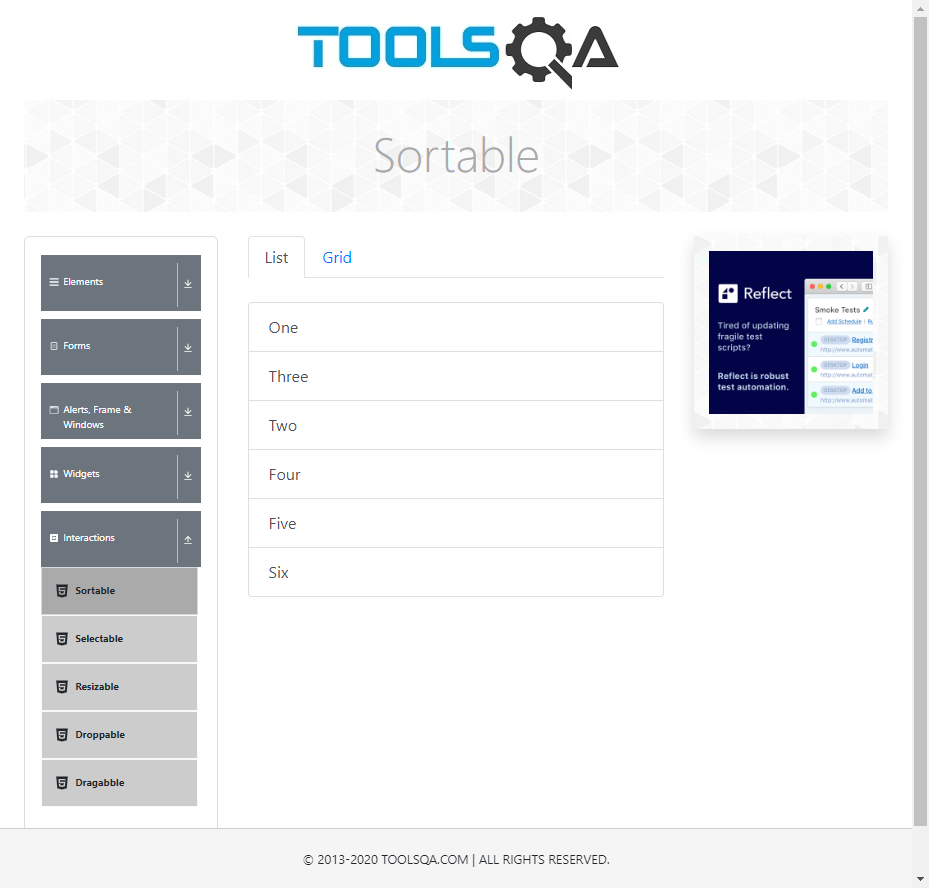 TOOLSQA
Sortable
Elements
Forms
Alerts, Frame &
Windows
Widgets
Interactions
Sortable
Selectable
Resizable
Droppable
Dragabble
List
Grid
One
Three
Two
Four
Five
Six
Reflect
Tired of updating
fragile test
scripts?
Reflect is robust
test automation.
Smoke Tests
Add Schedule
DESKTOP
http://www.automat
DESKTOP Login
http://www.automat
DESKTOP Add to
http://www.automat
© 2013-2020 TOOLSQA.COM | ALL RIGHTS RESERVED.